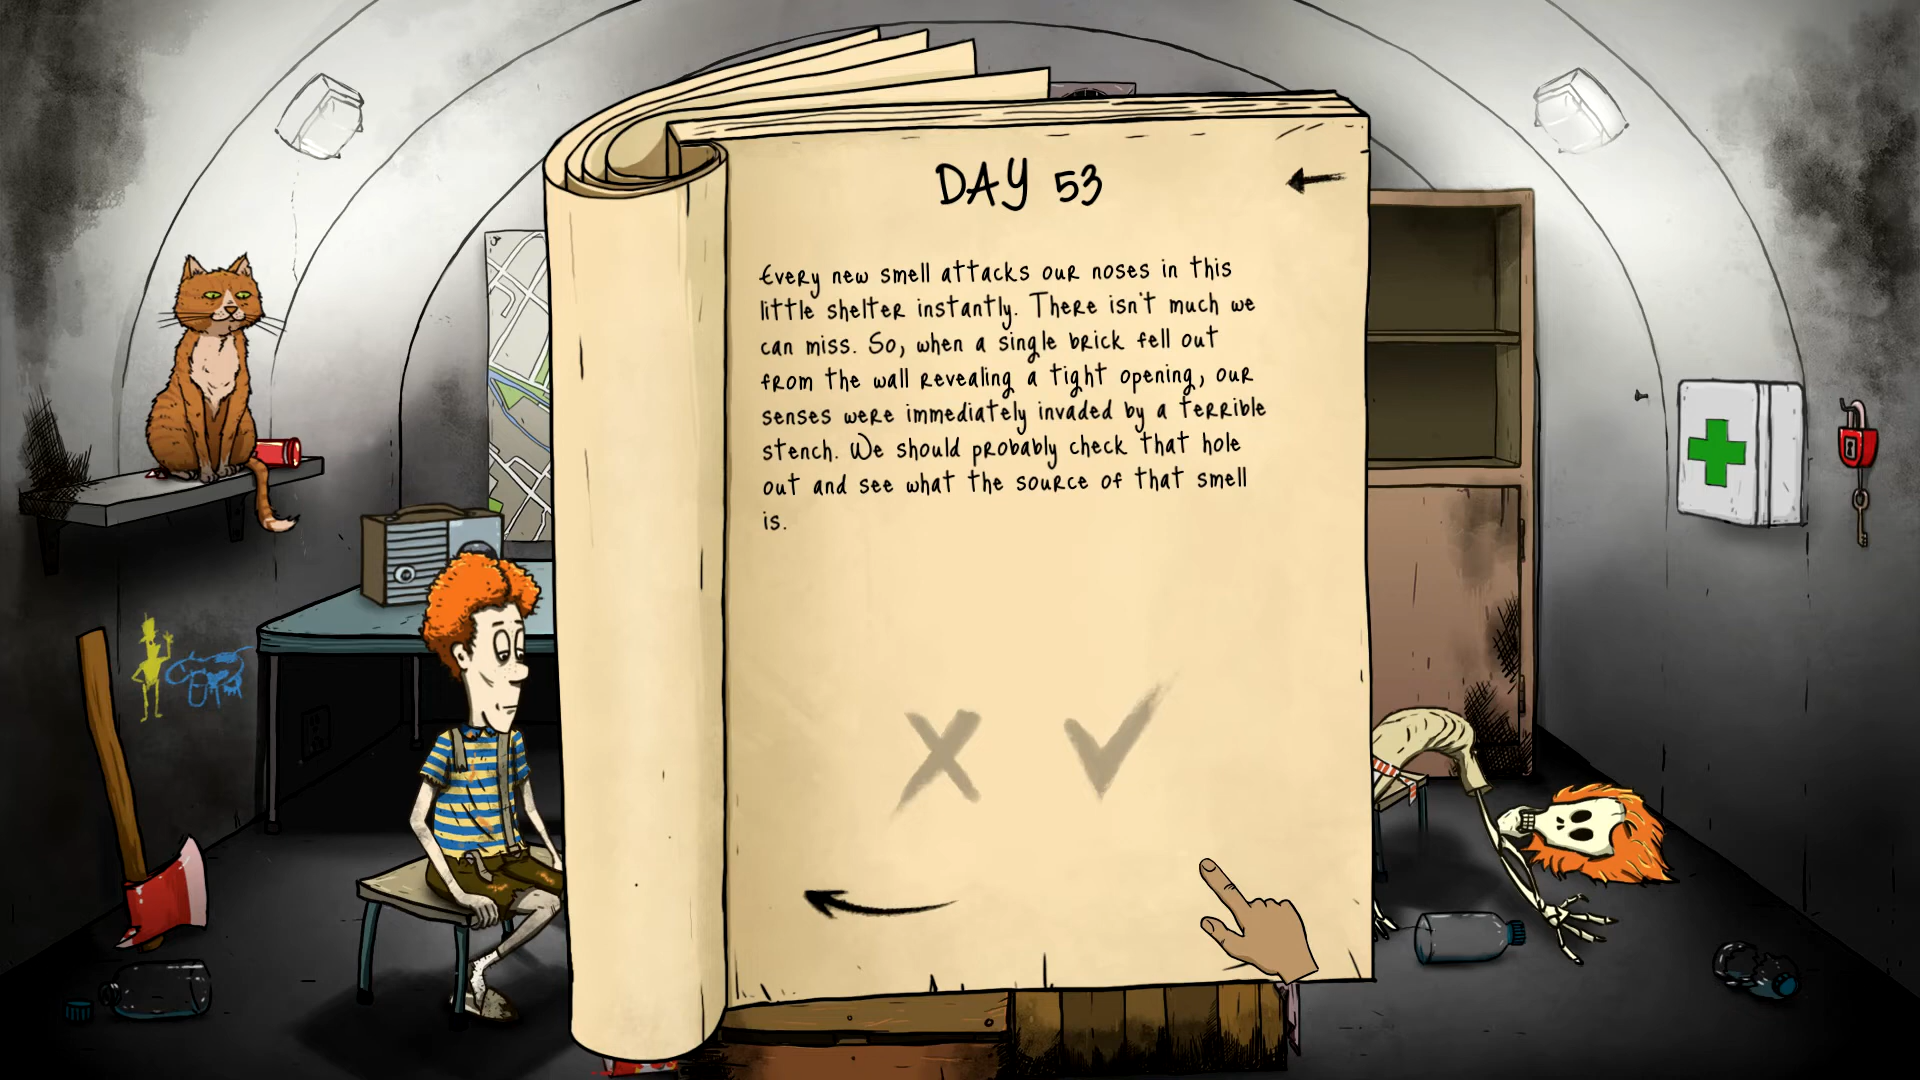 DAY 53
Every new smell attacks our noses in this
little shelter instantly. There isn't much we
can miss. So, when a single brick fell out
from the wall revealing a tight opening, our
senses were immediately invaded by a terrible
stench. We should probably check that hole
out and see what the source of that smell
is.